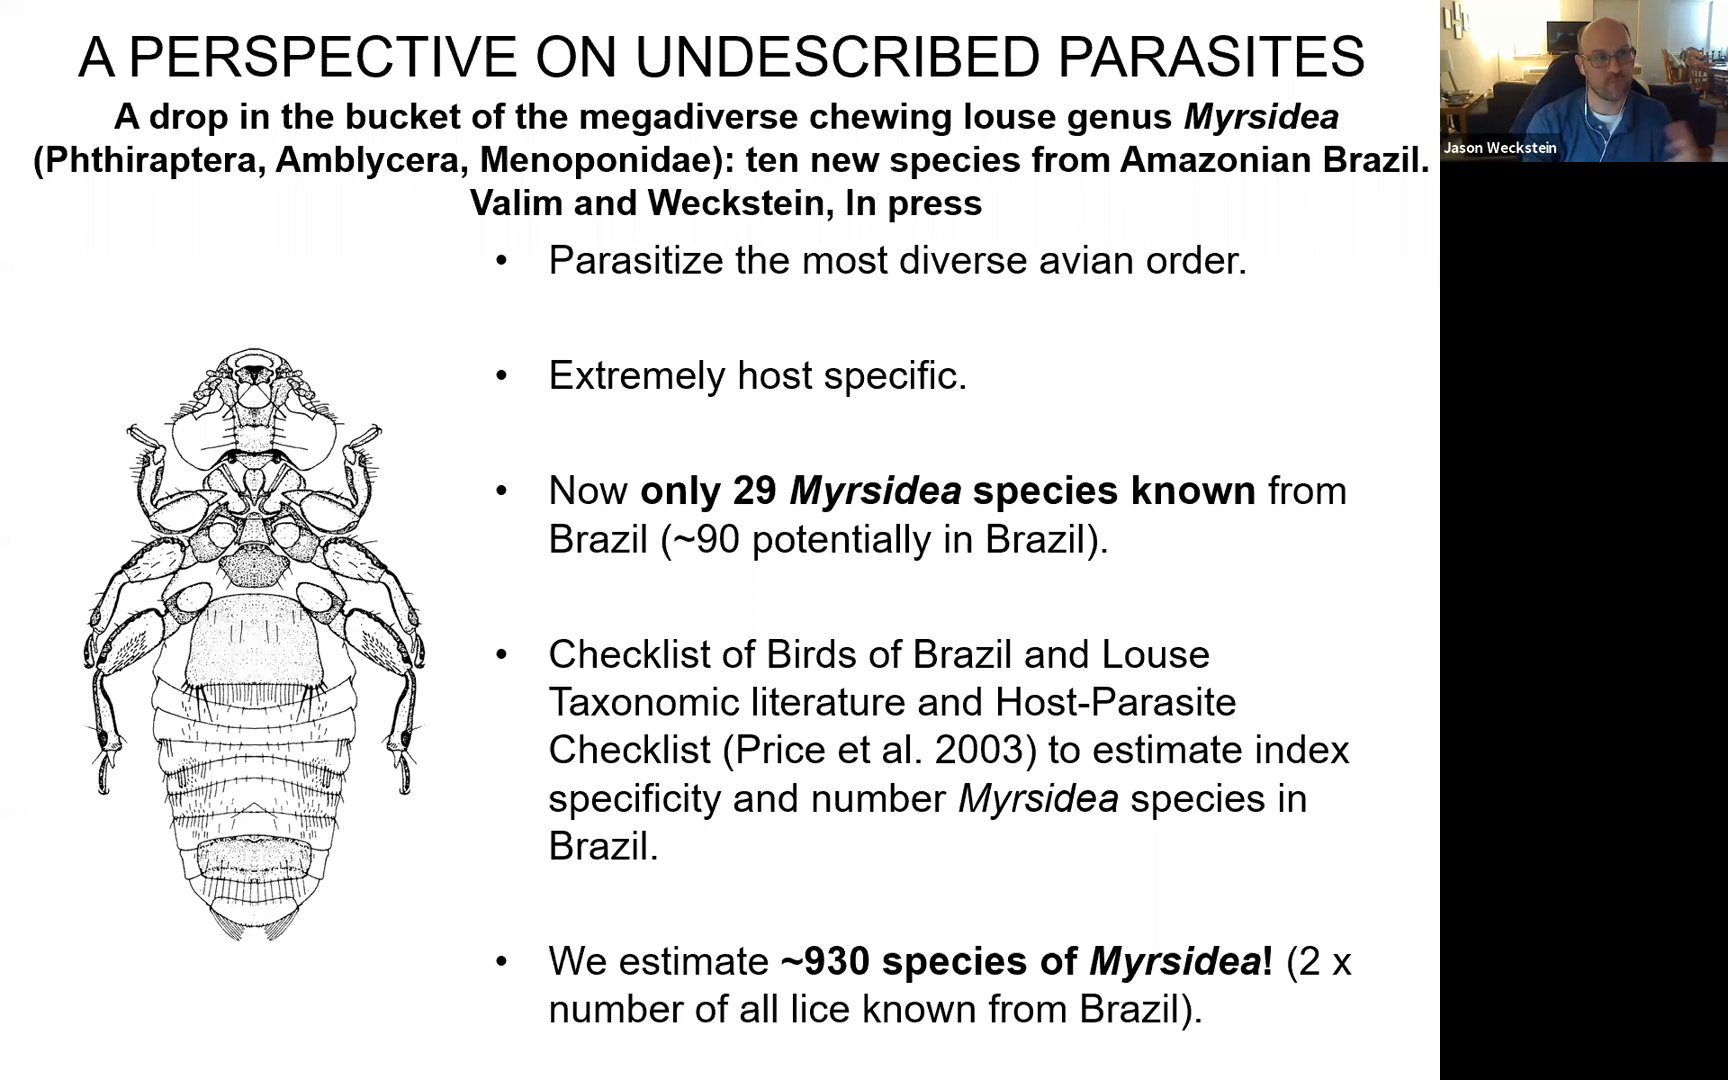 A PERSPECTIVE ON UNDESCRIBED PARASITES
A drop in the bucket of the megadiverse chewing louse genus Myrsidea
(Phthiraptera, Amblycera, Menoponidae): ten new species from Amazonian Brazil.
Valim and Weckstein, In press
• Parasitize the most diverse avian order.
• Extremely host specific.
• Now only 29 Myrsidea species known from
Brazil (~90 potentially in Brazil).
• Checklist of Birds of Brazil and Louse
Taxonomic literature and Host-Parasite
Checklist (Price et al. 2003) to estimate index
specificity and number Myrsidea species in
Brazil.
• We estimate ~930 species of Myrsidea! (2 x
number of all lice known from Brazil).
Jason Weckstein